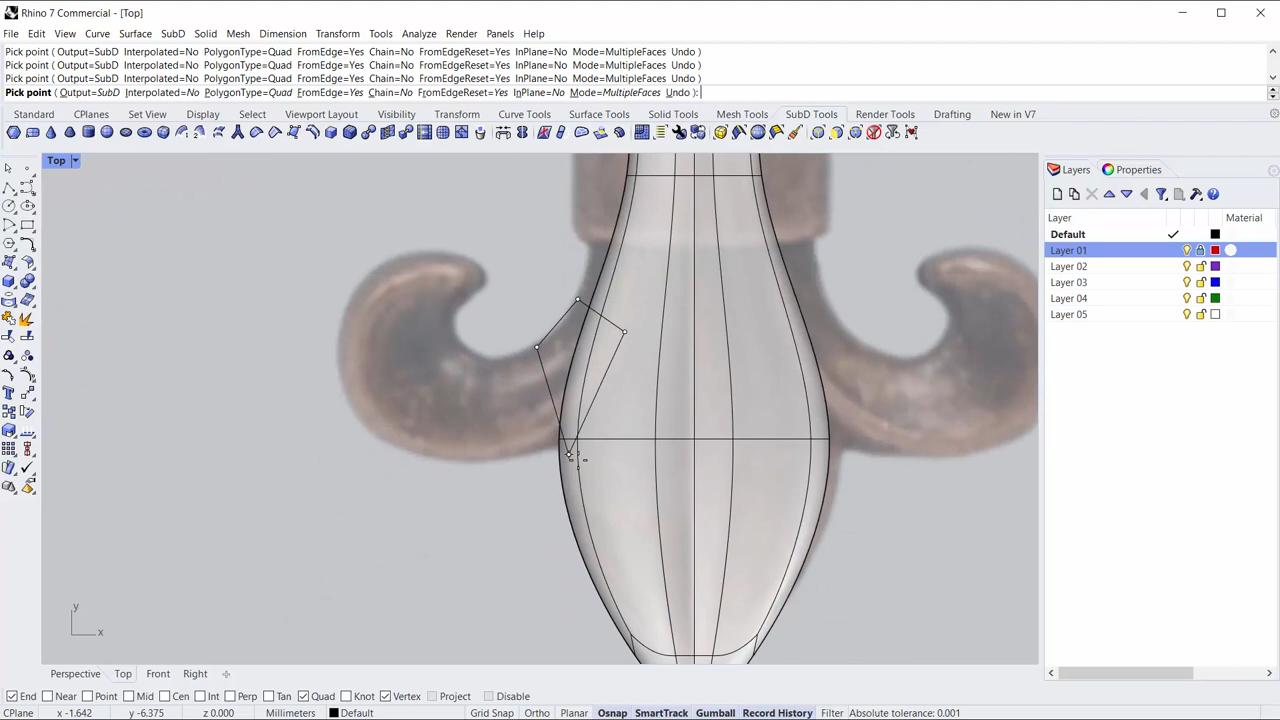 Rhino 7 Commercial - [Top]
File Edit View Curve Surface SubD Solid Mesh Dimension Transform Tools Analyze Render Panels Help
Pick point ( Output=SubD Interpolated=No PolygonType=Quad FromEdge=Yes Chain=No FromEdgeReset=Yes InPlane=No Mode=MultipleFaces Undo )
Pick point ( Output=SubD Interpolated=No PolygonType=Quad FromEdge=Yes Chain=No FromEdgeReset=Yes InPlane=No Mode=MultipleFaces Undo )
Pick point ( Output=SubD Interpolated=No PolygonType=Quad FromEdge=Yes Chain=No FromEdgeReset=Yes InPlane=No Mode=MultipleFaces Undo )
Pick point ( Output=SubD Interpolated=No PolygonType=Quad FromEdge=Yes Chain=No FromEdgeReset=Yes InPlane=No Mode=MultipleFaces Undo ):
Standard CPlanes Set View Display Select Viewport Layout Visibility Transform Curve Tools Surface Tools Solid Tools Mesh Tools SubD Tools Render Tools Drafting New in V7
Top
Layers Properties
Layer Material
Default
Layer 01
Layer 02
Layer 03
Layer 04
Layer 05
y
x
Perspective Top Front Right
End Near Point Mid Cen Int Perp Tan Quad Knot Vertex Project Disable
CPlane x -1.642 y -6.375 z 0.000 Millimeters Default Grid Snap Ortho Planar Osnap SmartTrack Gumball Record History Filter Absolute tolerance: 0.001